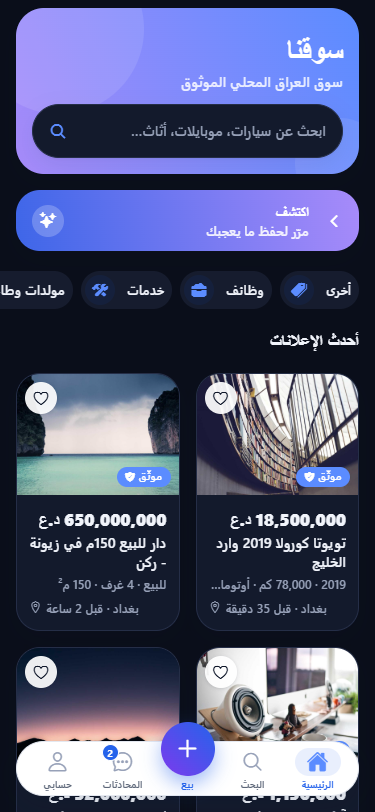 سوقنا
سوق العراق المحلي الموثوق
ابحث عن سيارات، موبايلات، أثاث...
اكتشف
مرّر لحفظ ما يعجبك
أخرى
وظائف
خدمات
مولدات وطا
أحدث الإعلانات
موثّق
18,500,000 د.ع
تويوتا كورولا 2019 وارد
الخليج
2019 · 78,000 كم · أوتوما...
بغداد · قبل 35 دقيقة
موثّق
650,000,000 د.ع
دار للبيع 150م في زيونة
- ركن
للبيع · 4 غرف · 150 م²
بغداد · قبل 2 ساعة
الرئيسية
البحث
بيع
المحادثات
2
حسابي